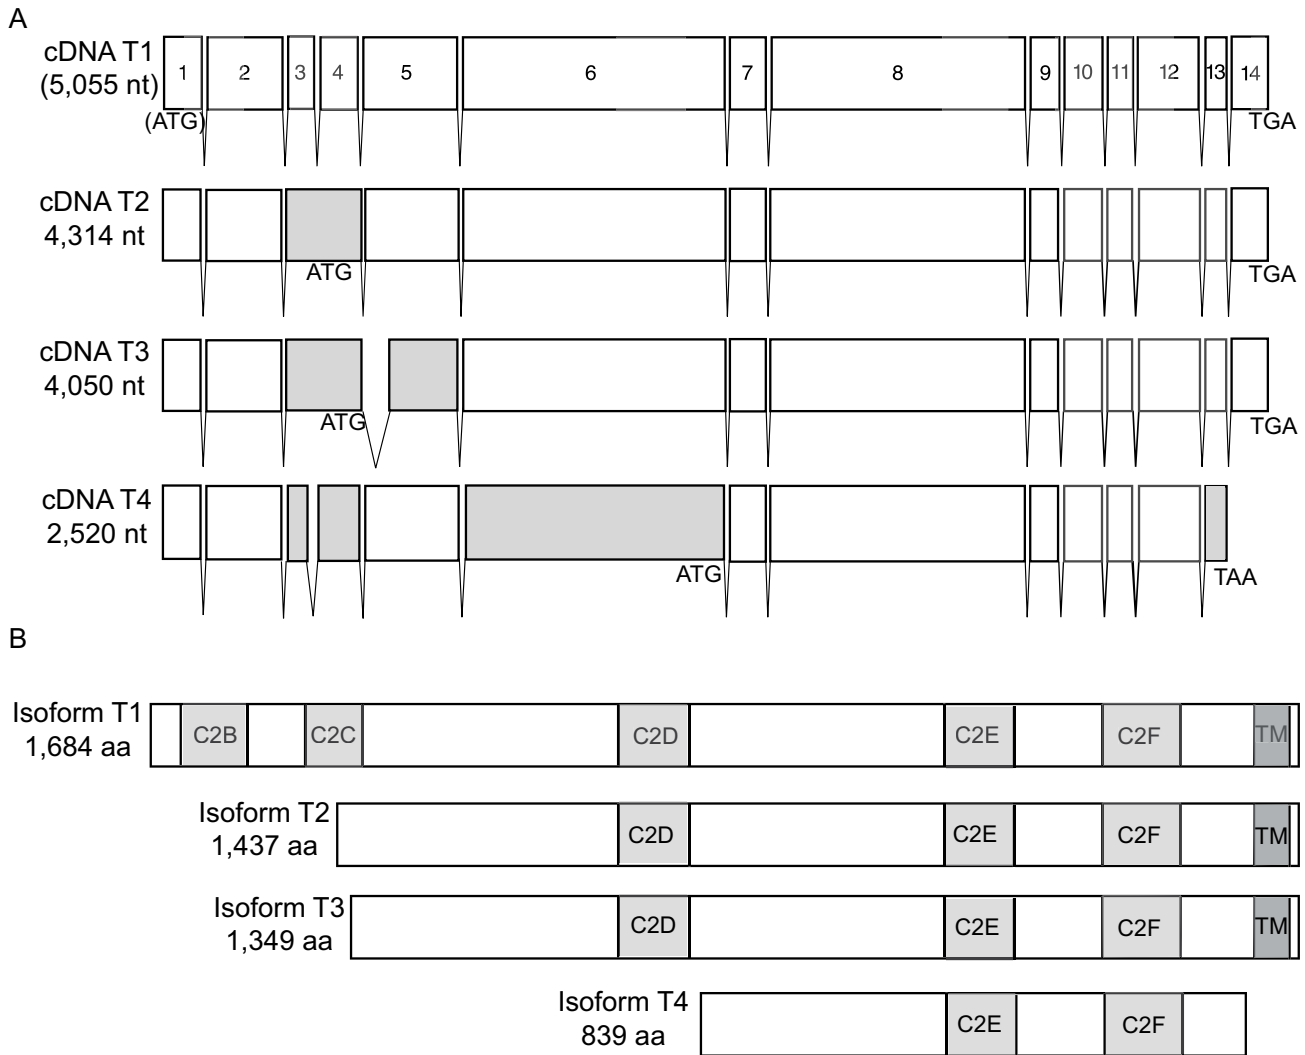 A
cDNA T1
(5,055 nt)
1 2 3 4 5 6 7 8 9 10 11 12 13 14
(ATG)
TGA
cDNA T2
4,314 nt
ATG
TGA
cDNA T3
4,050 nt
ATG
TGA
cDNA T4
2,520 nt
ATG
TAA
B
Isoform T1
1,684 aa
C2B C2C C2D C2E C2F TM
Isoform T2
1,437 aa
C2D C2E C2F TM
Isoform T3
1,349 aa
C2D C2E C2F TM
Isoform T4
839 aa
C2E C2F